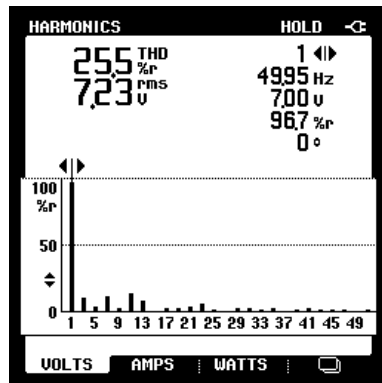 HARMONICS HOLD
25.5 THD %r
7.23 rms V
1
49.95 Hz
7.00 V
96.7 %r
0 °
100
%r
50
0
1 5 9 13 17 21 25 29 33 37 41 45 49
VOLTS AMPS WATTS